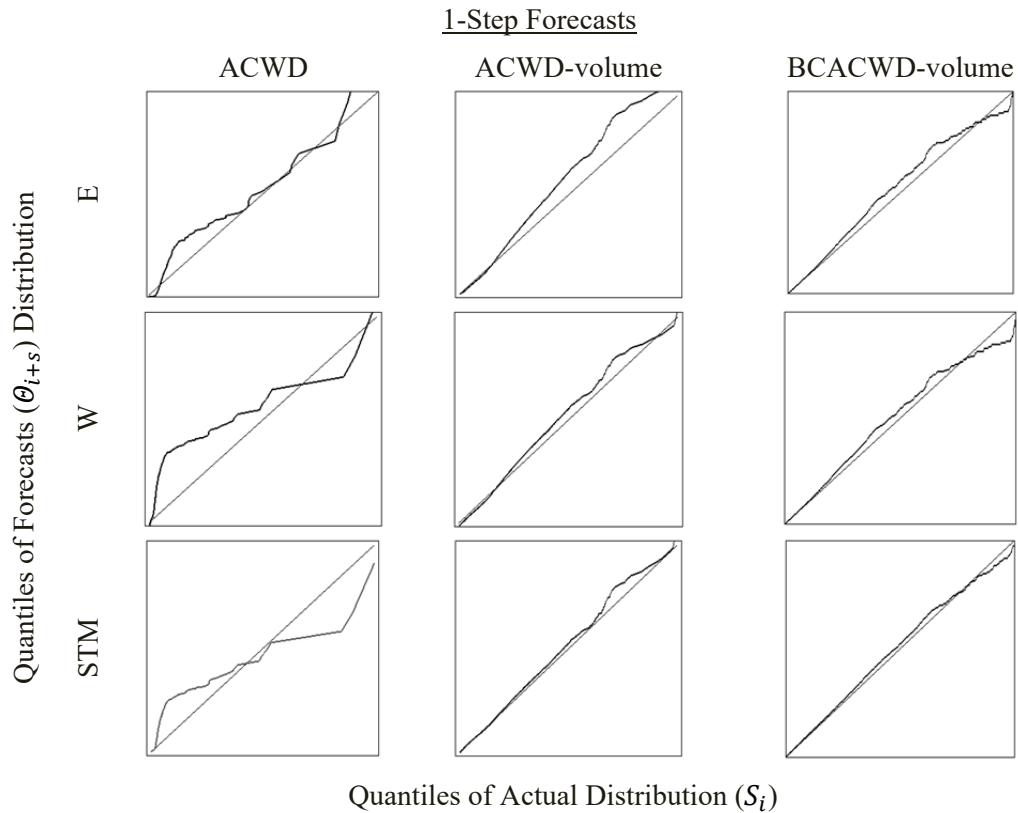 1-Step Forecasts
ACWD
ACWD-volume
BCACWD-volume
Quantiles of Forecasts (Θ_{i+s}) Distribution
E
W
STM
Quantiles of Actual Distribution (S_i)